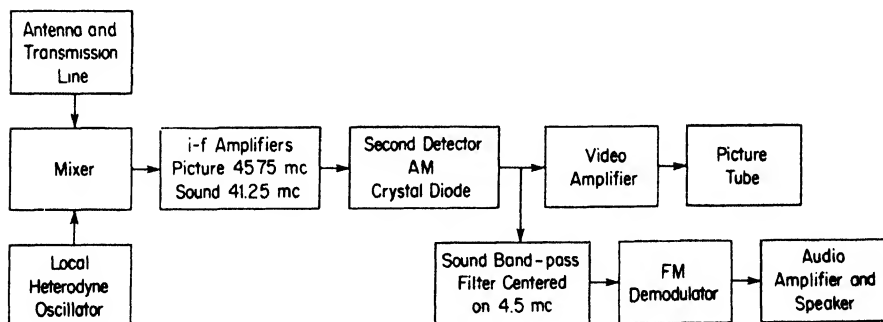 Antenna and
Transmission
Line
Mixer
Local
Heterodyne
Oscillator
i-f Amplifiers
Picture 4575 mc
Sound 41.25 mc
Second Detector
AM
Crystal Diode
Video
Amplifier
Picture
Tube
Sound Band-pass
Filter Centered
on 4.5 mc
FM
Demodulator
Audio
Amplifier and
Speaker